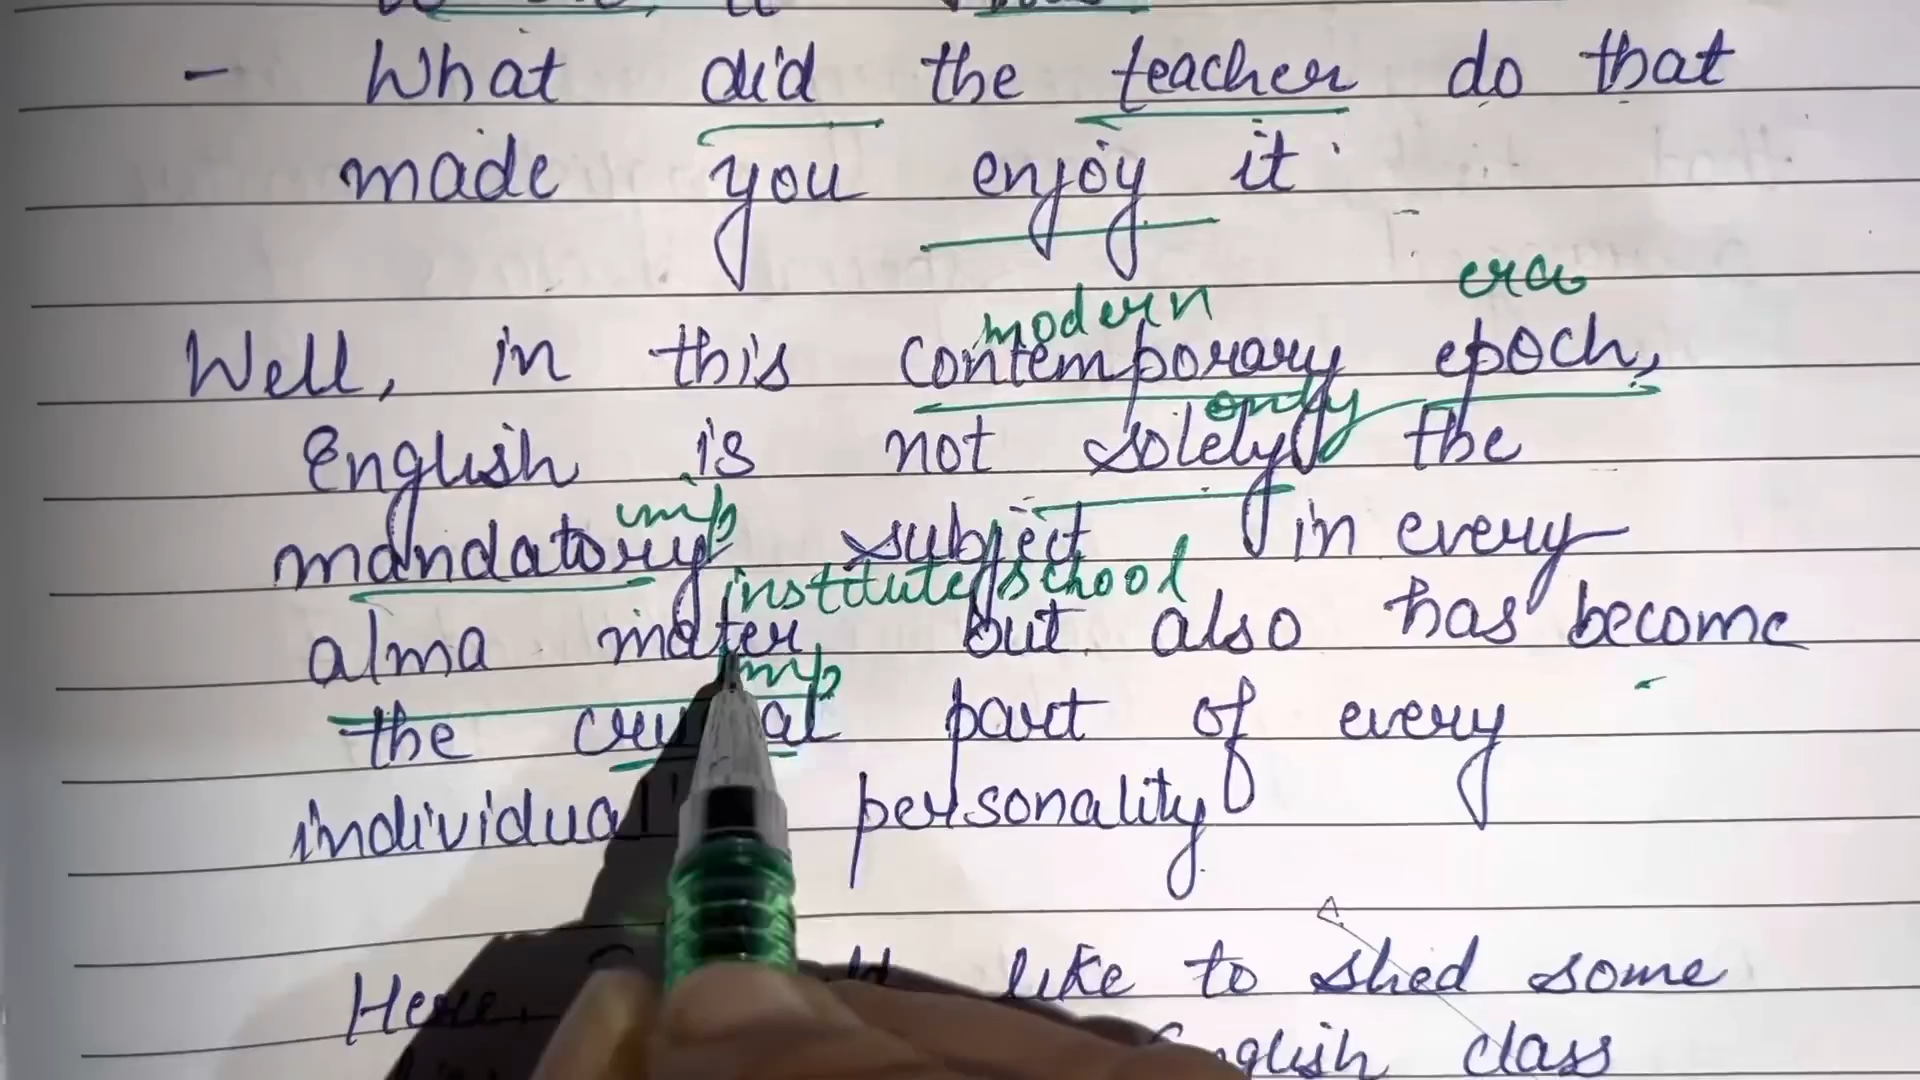 - What did the teacher do that
made you enjoy it.
modern era
Well, in this contemporary epoch,
only
English is not solely the
imp
mandatory subject in every
institute/school
alma mater but also has become
imp
the part of every
personality
like to shed some
English class